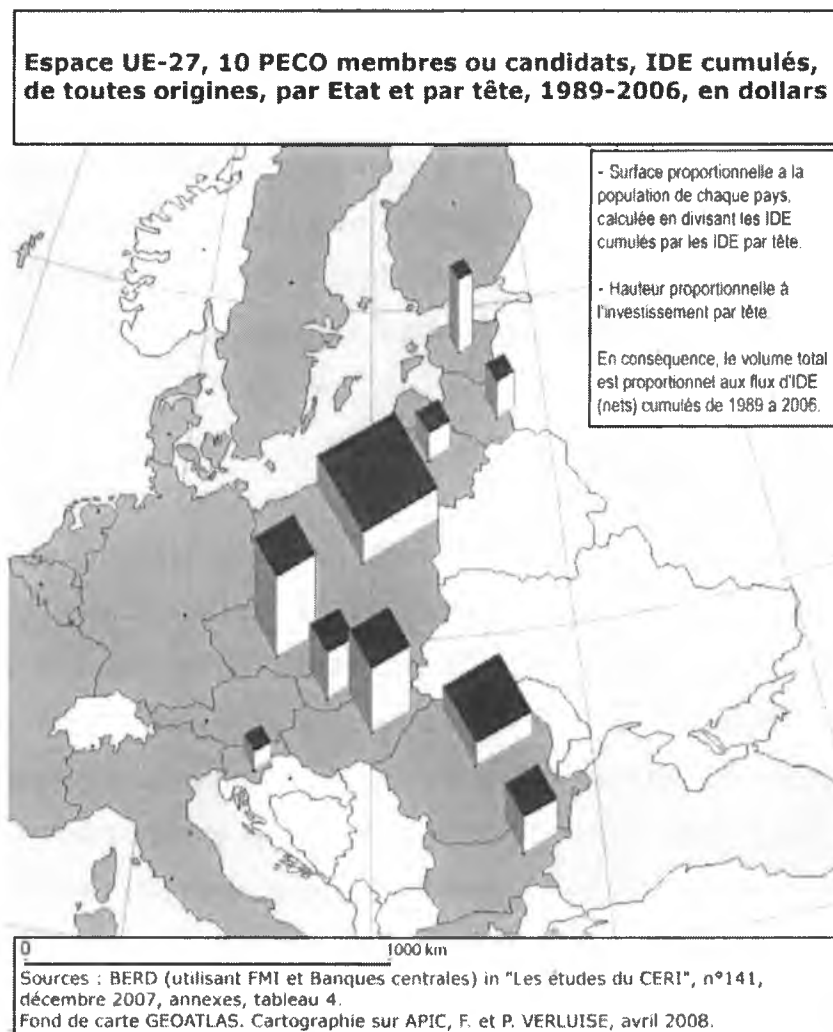 Espace UE-27, 10 PECO membres ou candidats, IDE cumulés,
de toutes origines, par Etat et par tête, 1989-2006, en dollars
- Surface proportionnelle a la
population de chaque pays,
calculée en divisant les IDE
cumulés par les IDE par tête.
- Hauteur proportionnelle à
l'investissement par tête
En conséquence, le volume total
est proportionnel aux flux d'IDE
(nets) cumulés de 1989 a 2006.
0 1000 km
Sources : BERD (utilisant FMI et Banques centrales) in "Les études du CERI", n°141,
décembre 2007, annexes, tableau 4.
Fond de carte GEOATLAS. Cartographie sur APIC, F. et P. VERLUISE, avril 2008.